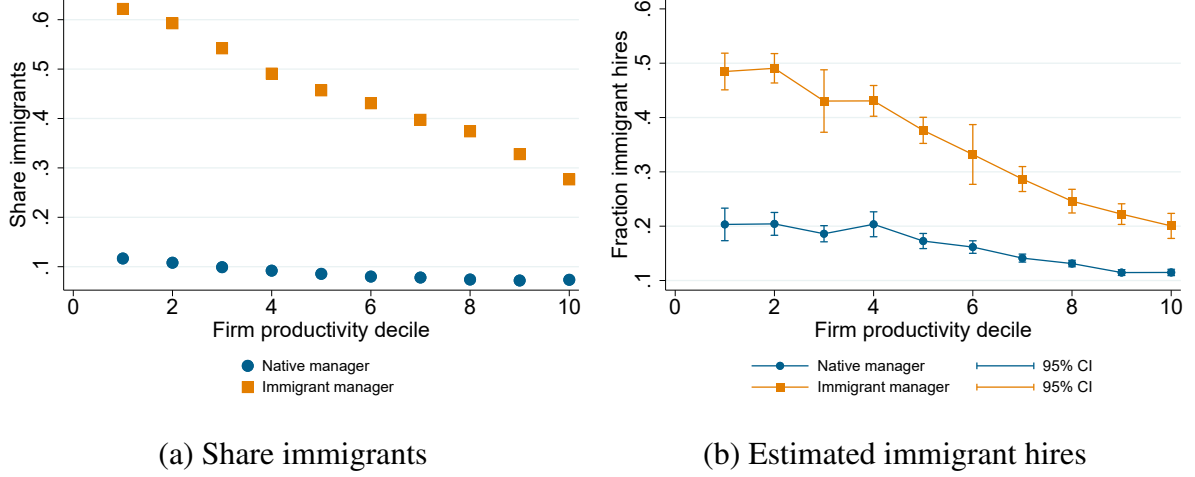 Share immigrants
.6
.5
.4
.3
.2
.1
0 2 4 6 8 10
Firm productivity decile
Native manager
Immigrant manager
(a) Share immigrants
Fraction immigrant hires
.6
.5
.4
.3
.2
.1
0 2 4 6 8 10
Firm productivity decile
Native manager 95% CI
Immigrant manager 95% CI
(b) Estimated immigrant hires